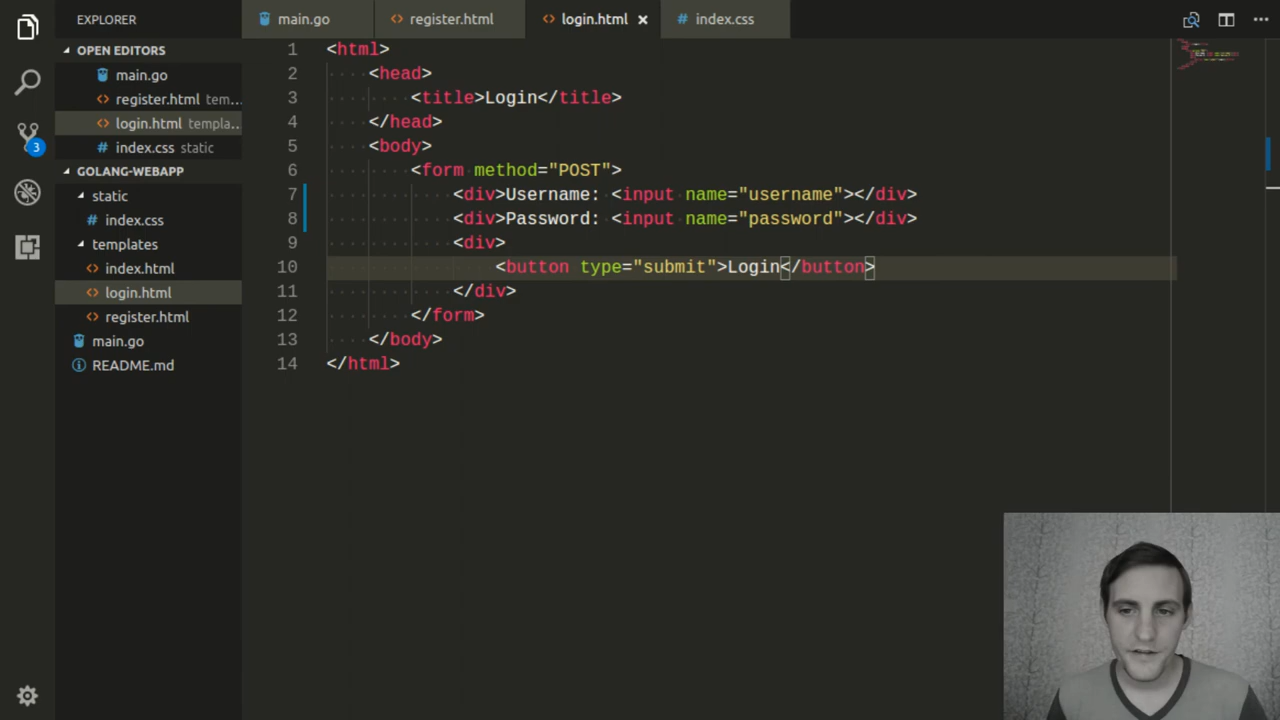 EXPLORER
OPEN EDITORS
main.go
register.html tem...
login.html templa...
index.css static
3
GOLANG-WEBAPP
static
index.css
templates
index.html
login.html
register.html
main.go
README.md
main.go register.html login.html index.css
1 <html>
2 <head>
3 <title>Login</title>
4 </head>
5 <body>
6 <form method="POST">
7 <div>Username: <input name="username"></div>
8 <div>Password: <input name="password"></div>
9 <div>
10 <button type="submit">Login</button>
11 </div>
12 </form>
13 </body>
14 </html>